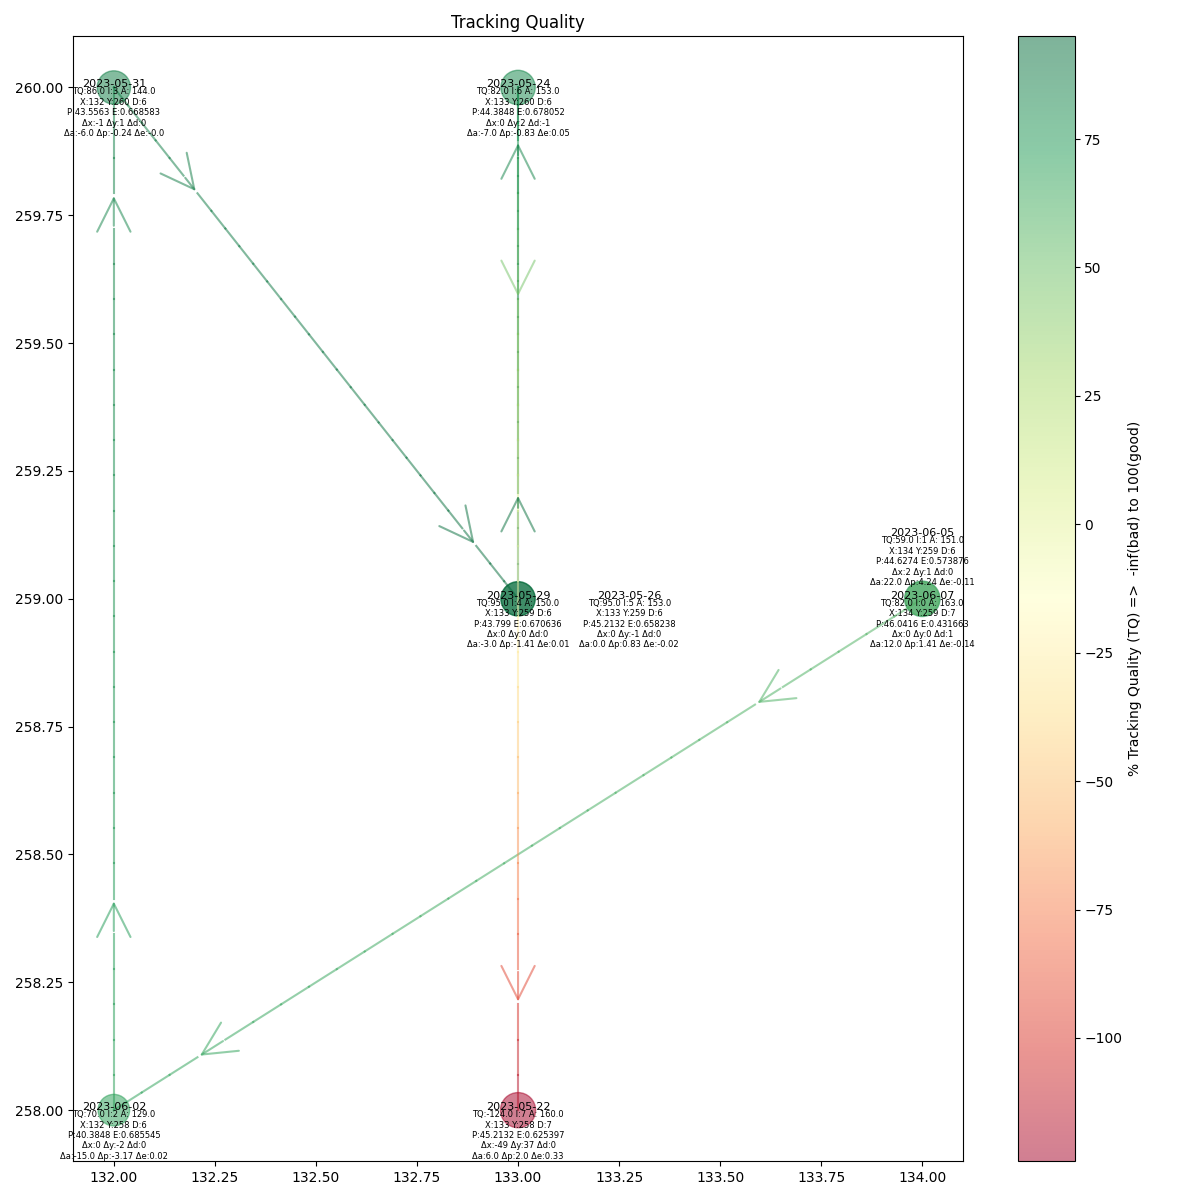 Tracking Quality
260.00
259.75
259.50
259.25
259.00
258.75
258.50
258.25
258.00
132.00
132.25
132.50
132.75
133.00
133.25
133.50
133.75
134.00
2023-05-31
TQ:86.0 I:3 A: 144.0
X:132 Y:260 D:6
P:43.5563 E:0.668583
Δx:-1 Δy:1 Δd:0
Δa:-6.0 Δp:-0.24 Δe:-0.0
2023-05-24
TQ:82.0 I:6 A: 153.0
X:133 Y:260 D:6
P:44.3848 E:0.678052
Δx:0 Δy:2 Δd:-1
Δa:-7.0 Δp:-0.83 Δe:0.05
2023-05-29
TQ:95.0 I:4 A: 150.0
X:133 Y:259 D:6
P:43.799 E:0.670636
Δx:0 Δy:0 Δd:0
Δa:-3.0 Δp:-1.41 Δe:0.01
2023-05-26
TQ:95.0 I:5 A: 153.0
X:133 Y:259 D:6
P:45.2132 E:0.658238
Δx:0 Δy:-1 Δd:0
Δa:0.0 Δp:0.83 Δe:-0.02
2023-06-05
TQ:59.0 I:1 A: 151.0
X:134 Y:259 D:6
P:44.6274 E:0.573876
Δx:2 Δy:1 Δd:0
Δa:22.0 Δp:4.24 Δe:-0.11
2023-06-07
TQ:82.0 I:0 A: 163.0
X:134 Y:259 D:7
P:46.0416 E:0.431663
Δx:0 Δy:0 Δd:1
Δa:12.0 Δp:1.41 Δe:-0.14
2023-06-02
TQ:70.0 I:2 A: 129.0
X:132 Y:258 D:6
P:40.3848 E:0.685545
Δx:0 Δy:-2 Δd:0
Δa:-15.0 Δp:-3.17 Δe:0.02
2023-05-22
TQ:-124.0 I:7 A: 160.0
X:133 Y:258 D:7
P:45.2132 E:0.625397
Δx:-49 Δy:37 Δd:0
Δa:6.0 Δp:2.0 Δe:0.33
75
50
25
0
−25
−50
−75
−100
% Tracking Quality (TQ) => -inf(bad) to 100(good)